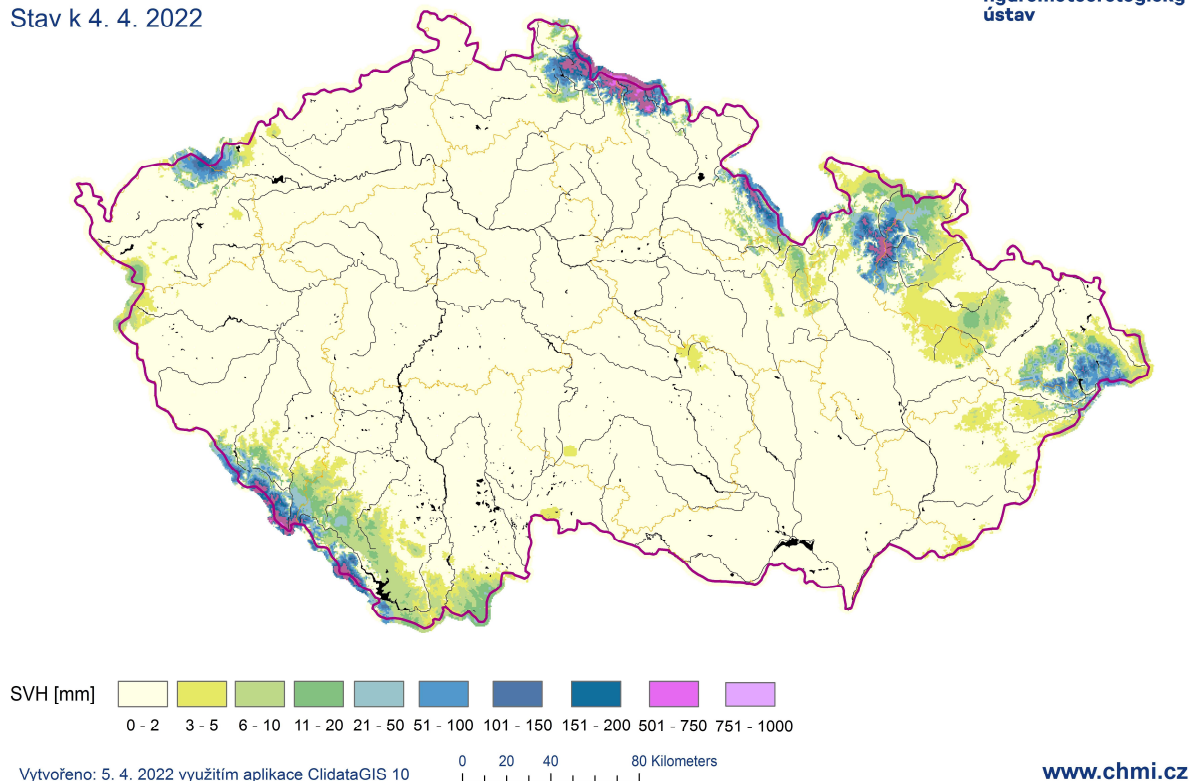 Stav k 4. 4. 2022
ústav
SVH [mm]
0 - 2
3 - 5
6 - 10
11 - 20
21 - 50
51 - 100
101 - 150
151 - 200
501 - 750
751 - 1000
0 20 40 80 Kilometers
Vytvořeno: 5. 4. 2022 využitím aplikace ClidataGIS 10
www.chmi.cz